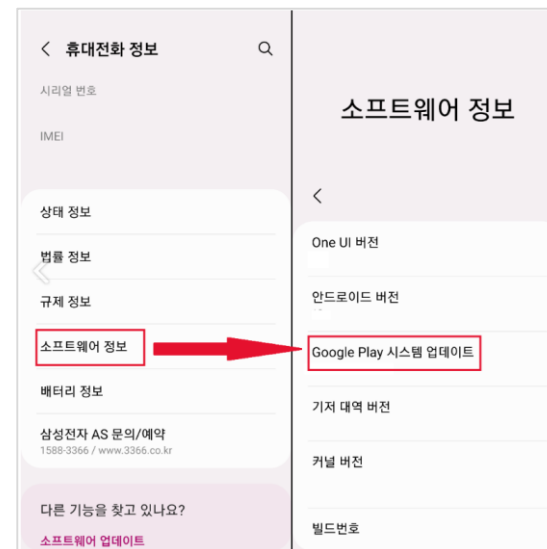 휴대전화 정보
시리얼 번호
IMEI
상태 정보
법률 정보
규제 정보
소프트웨어 정보
배터리 정보
삼성전자 AS 문의/예약
1588-3366 / www.3366.co.kr
다른 기능을 찾고 있나요?
소프트웨어 업데이트
소프트웨어 정보
One UI 버전
안드로이드 버전
Google Play 시스템 업데이트
기저 대역 버전
커널 버전
빌드번호